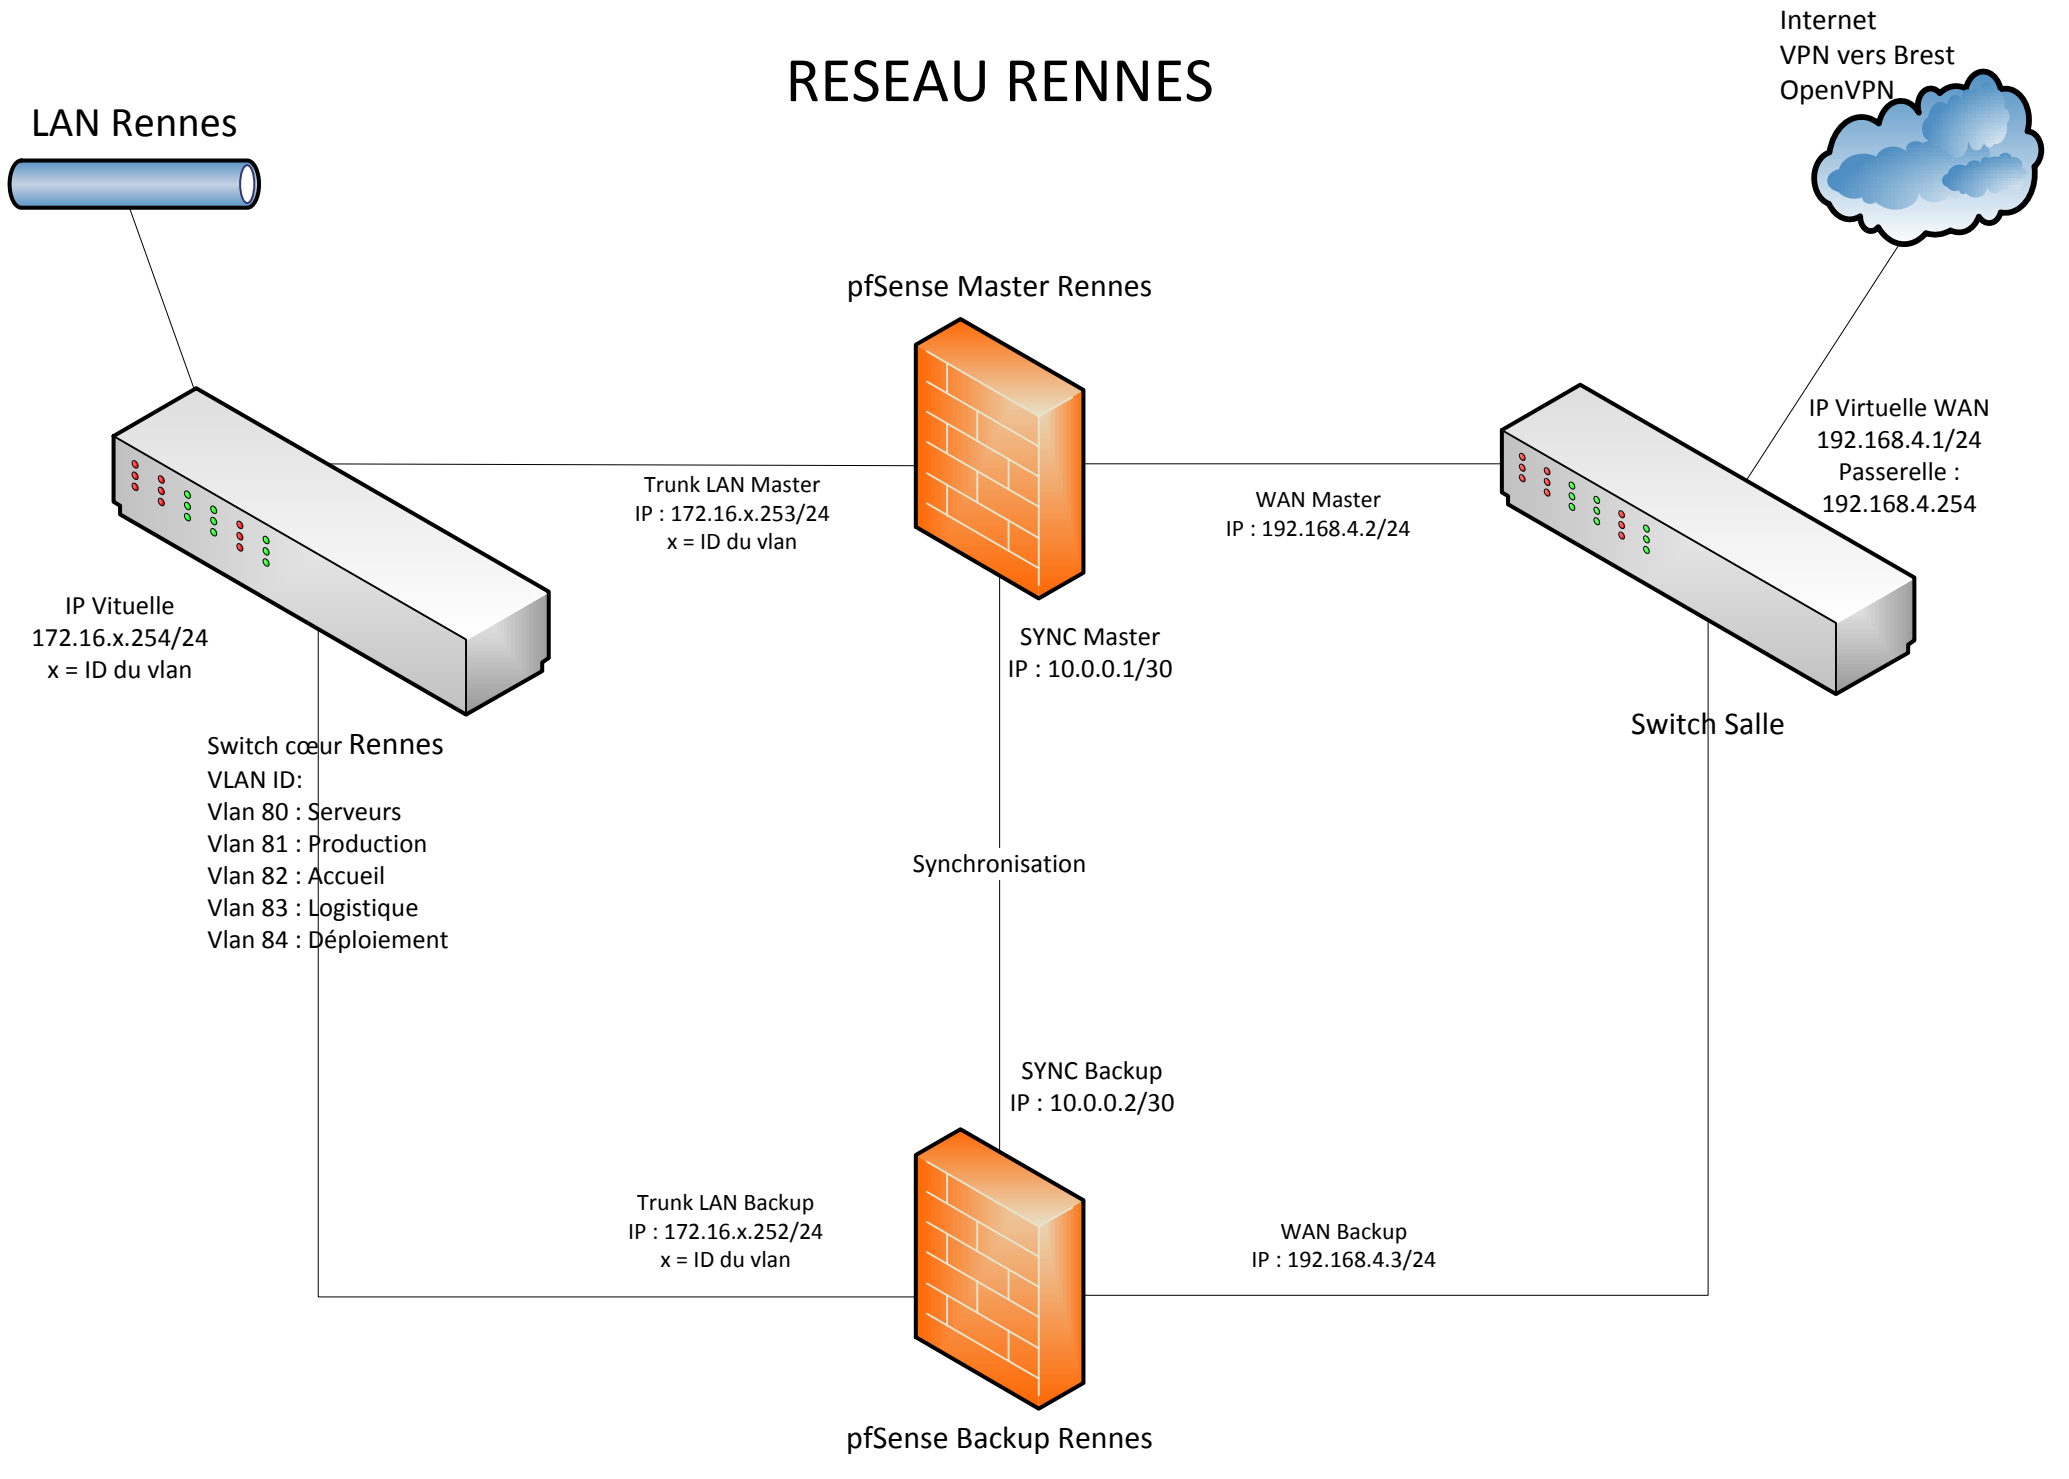 RESEAU RENNES
Internet
VPN vers Brest
OpenVPN
LAN Rennes
pfSense Master Rennes
Trunk LAN Master
IP : 172.16.x.253/24
x = ID du vlan
WAN Master
IP : 192.168.4.2/24
IP Virtuelle WAN
192.168.4.1/24
Passerelle :
192.168.4.254
IP Vituelle
172.16.x.254/24
x = ID du vlan
SYNC Master
IP : 10.0.0.1/30
Switch Salle
Switch cœur Rennes
VLAN ID:
Vlan 80 : Serveurs
Vlan 81 : Production
Vlan 82 : Accueil
Vlan 83 : Logistique
Vlan 84 : Déploiement
Synchronisation
SYNC Backup
IP : 10.0.0.2/30
Trunk LAN Backup
IP : 172.16.x.252/24
x = ID du vlan
WAN Backup
IP : 192.168.4.3/24
pfSense Backup Rennes